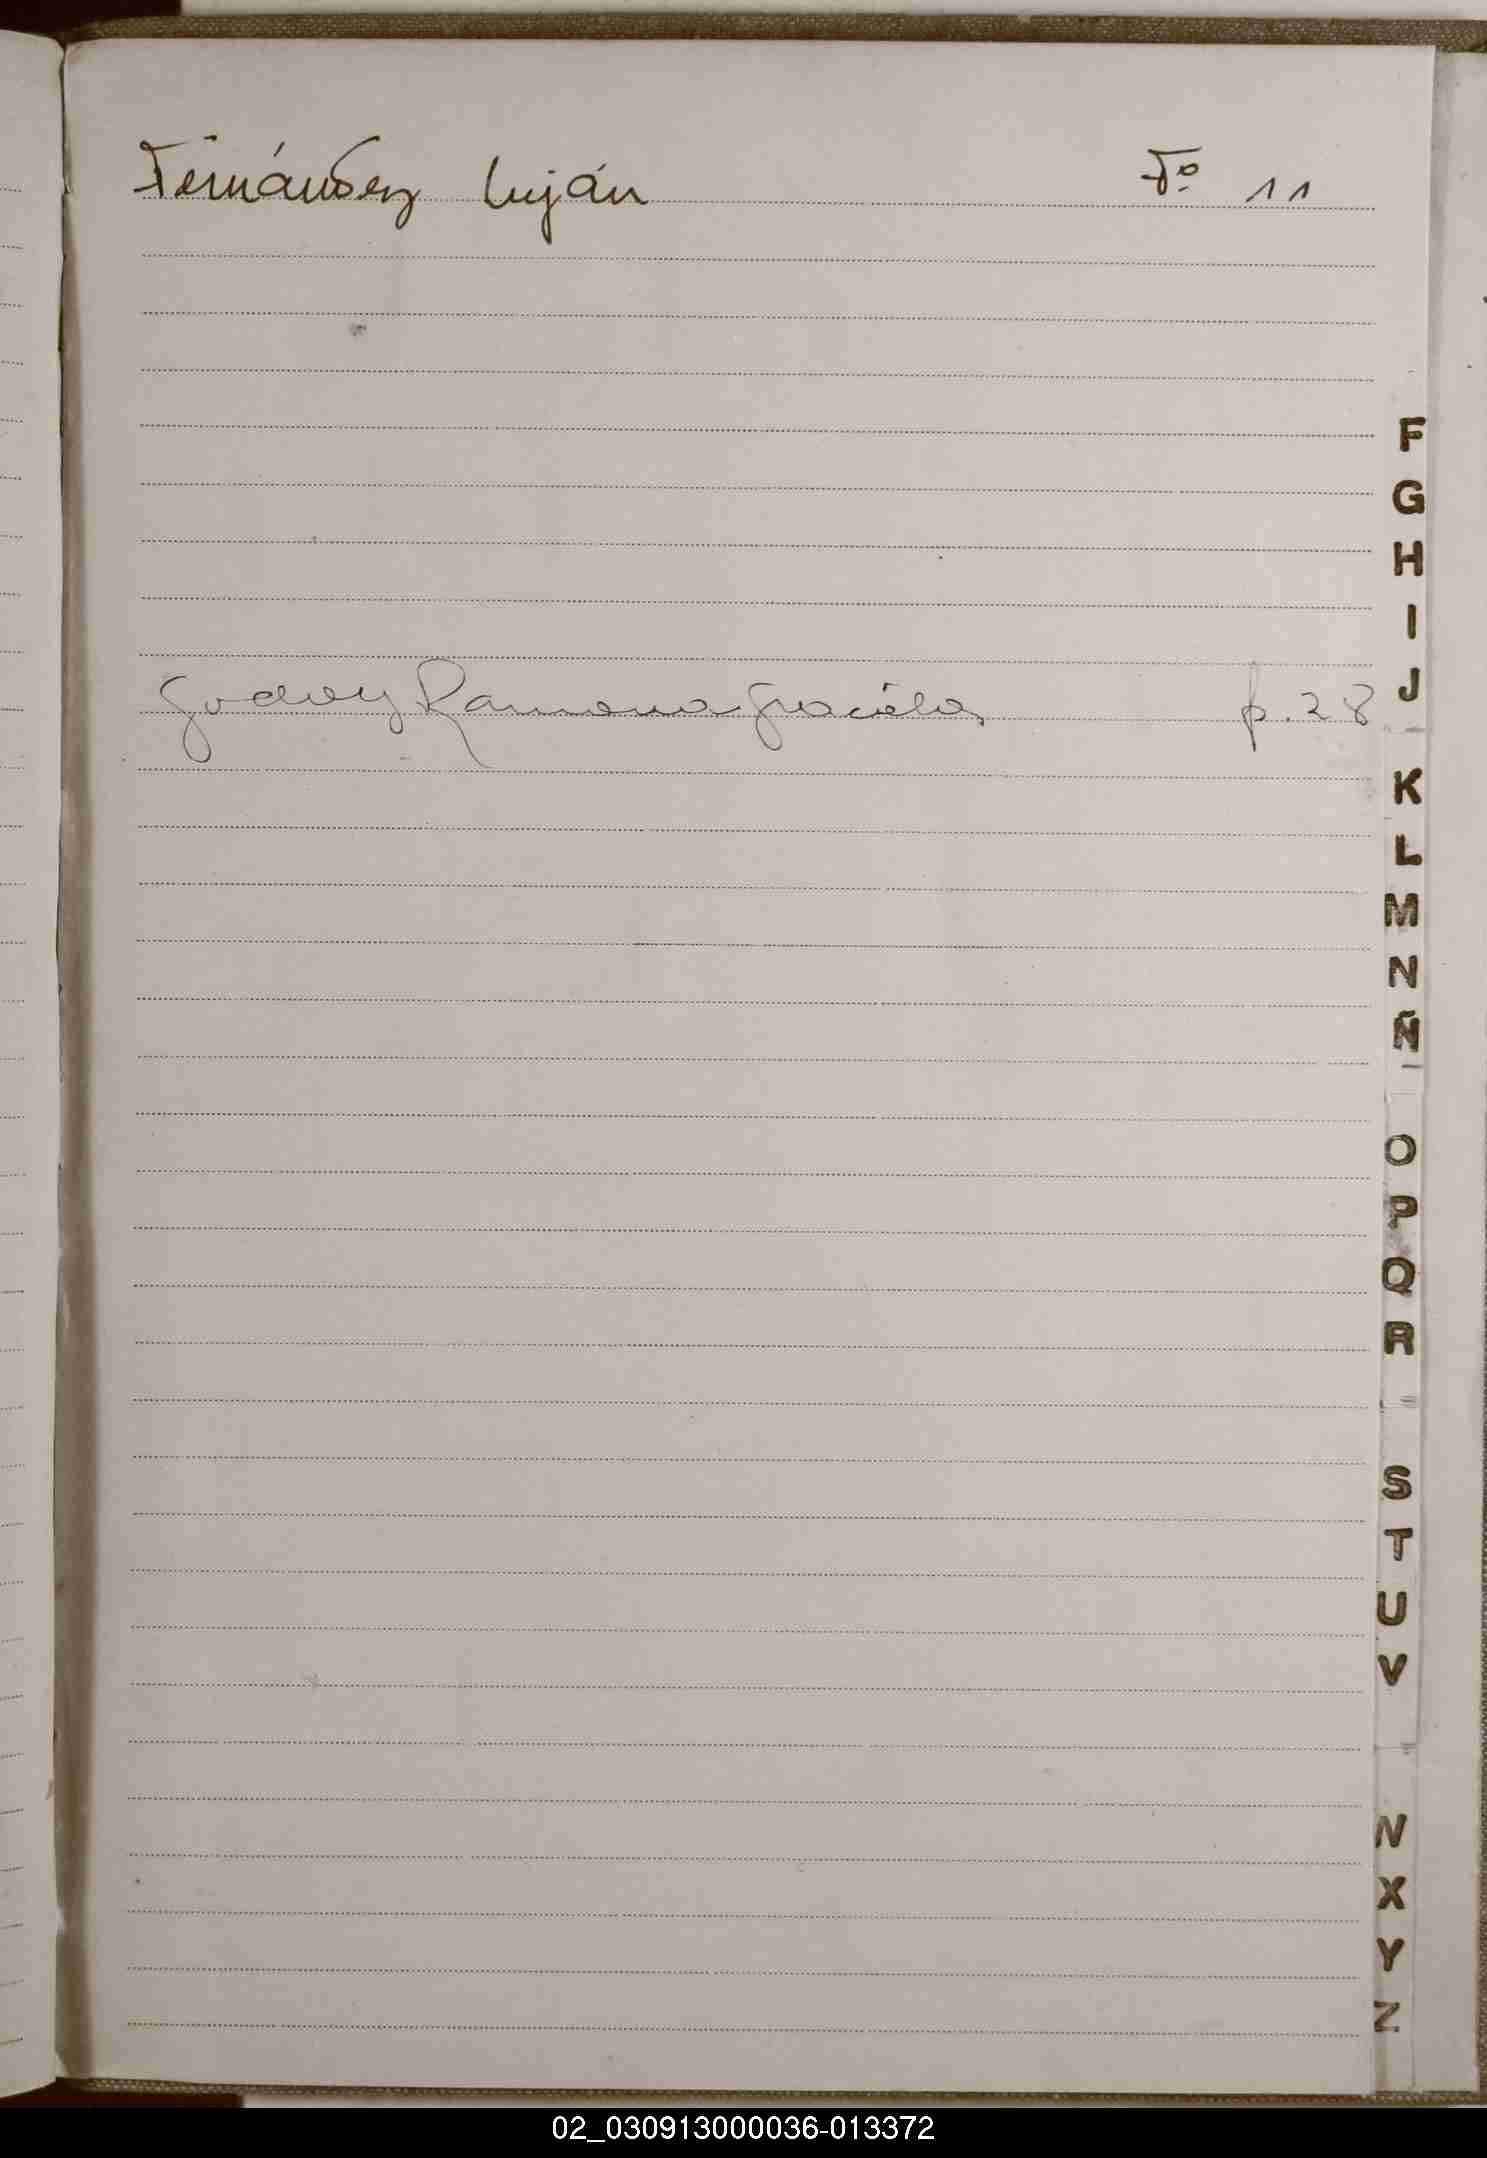 Fernández Luján Fº 11
F
G
H
I
Godoy Ramona Graciela p. 28
J
K
L
M
N
Ñ
O
P
Q
R
S
T
U
V
W
X
Y
Z
02_030913000036-013372